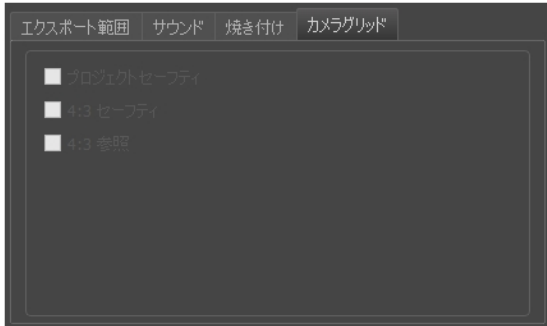 エクスポート範囲 サウンド 焼き付け カメラグリッド
プロジェクトセーフティ
4:3 セーフティ
4:3 参照